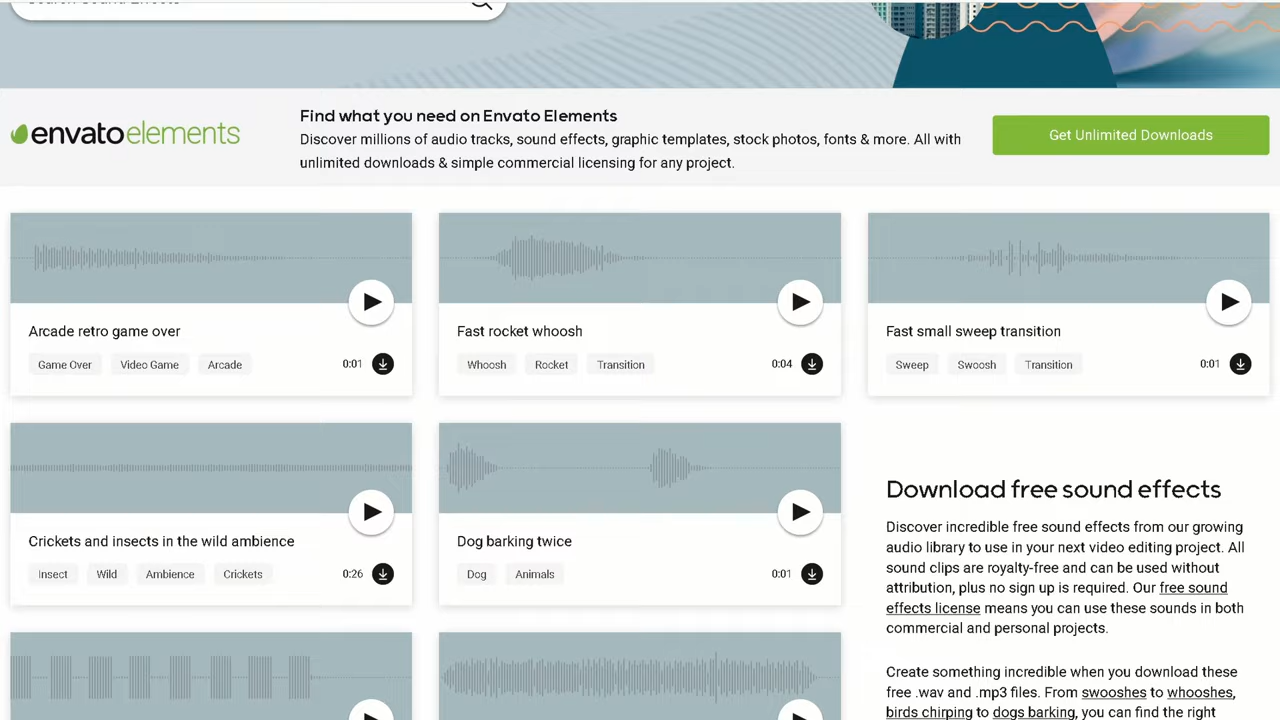 Search Sound Effects
envato elements
Find what you need on Envato Elements
Discover millions of audio tracks, sound effects, graphic templates, stock photos, fonts & more. All with
unlimited downloads & simple commercial licensing for any project.
Get Unlimited Downloads
Arcade retro game over
Game Over Video Game Arcade 0:01
Fast rocket whoosh
Whoosh Rocket Transition 0:04
Fast small sweep transition
Sweep Swoosh Transition 0:01
Crickets and insects in the wild ambience
Insect Wild Ambience Crickets 0:26
Dog barking twice
Dog Animals 0:01
Download free sound effects
Discover incredible free sound effects from our growing
audio library to use in your next video editing project. All
sound clips are royalty-free and can be used without
attribution, plus no sign up is required. Our free sound
effects license means you can use these sounds in both
commercial and personal projects.
Create something incredible when you download these
free .wav and .mp3 files. From swooshes to whooshes,
birds chirping to dogs barking, you can find the right